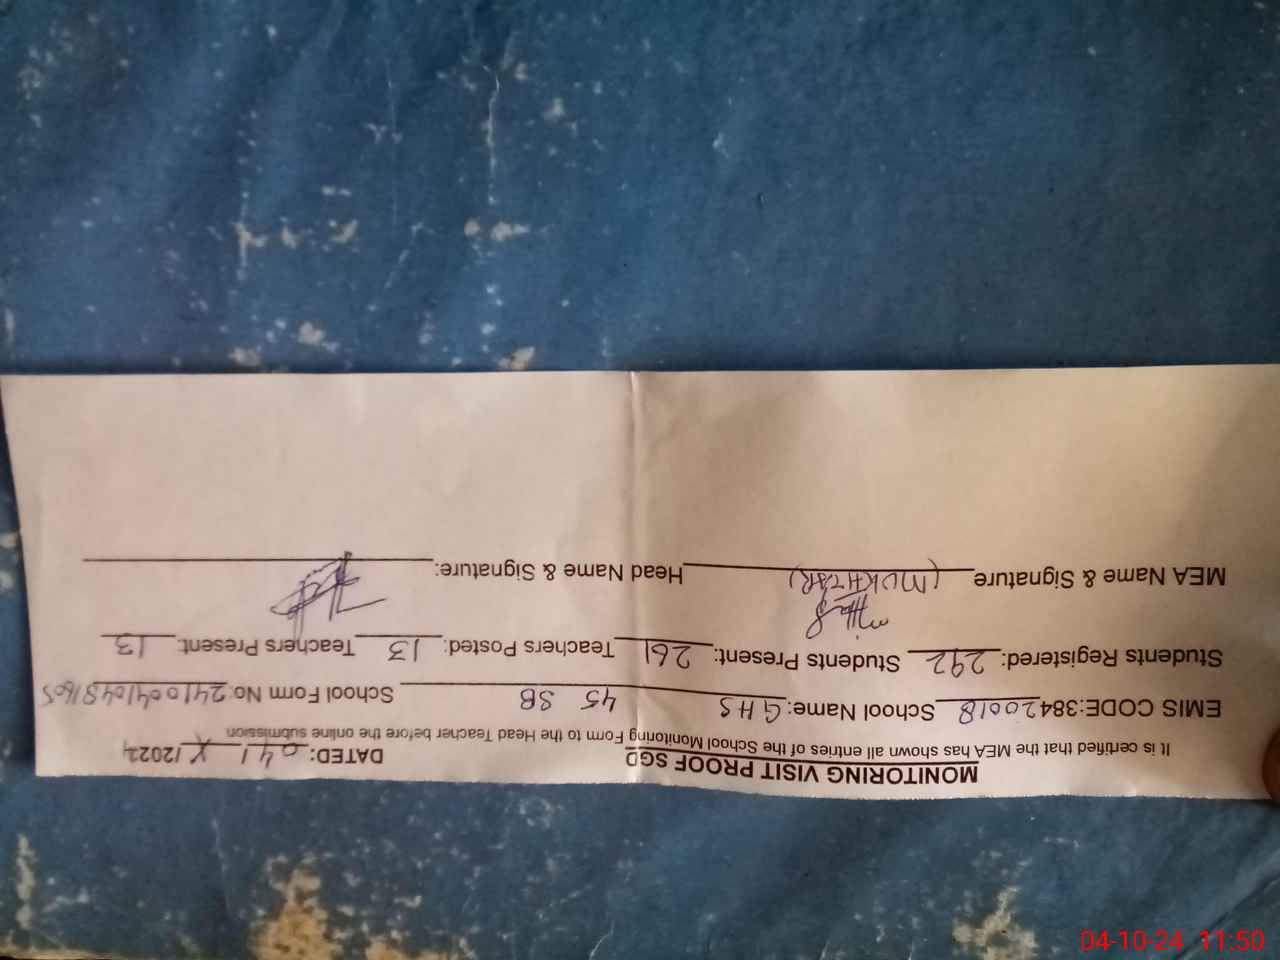 MONITORING VISIT PROOF SGD DATED: 04/ X /2024
It is certified that the MEA has shown all entries of the School Monitoring Form to the Head Teacher before the online submission
EMIS CODE:38420018 School Name: GHS 45 SB School Form No: 241004104581605
Students Registered: 292 Students Present: 261 Teachers Posted: 13 Teachers Present: 13
MEA Name & Signature (MUKHTAR) Head Name & Signature:
04-10-24 11:50